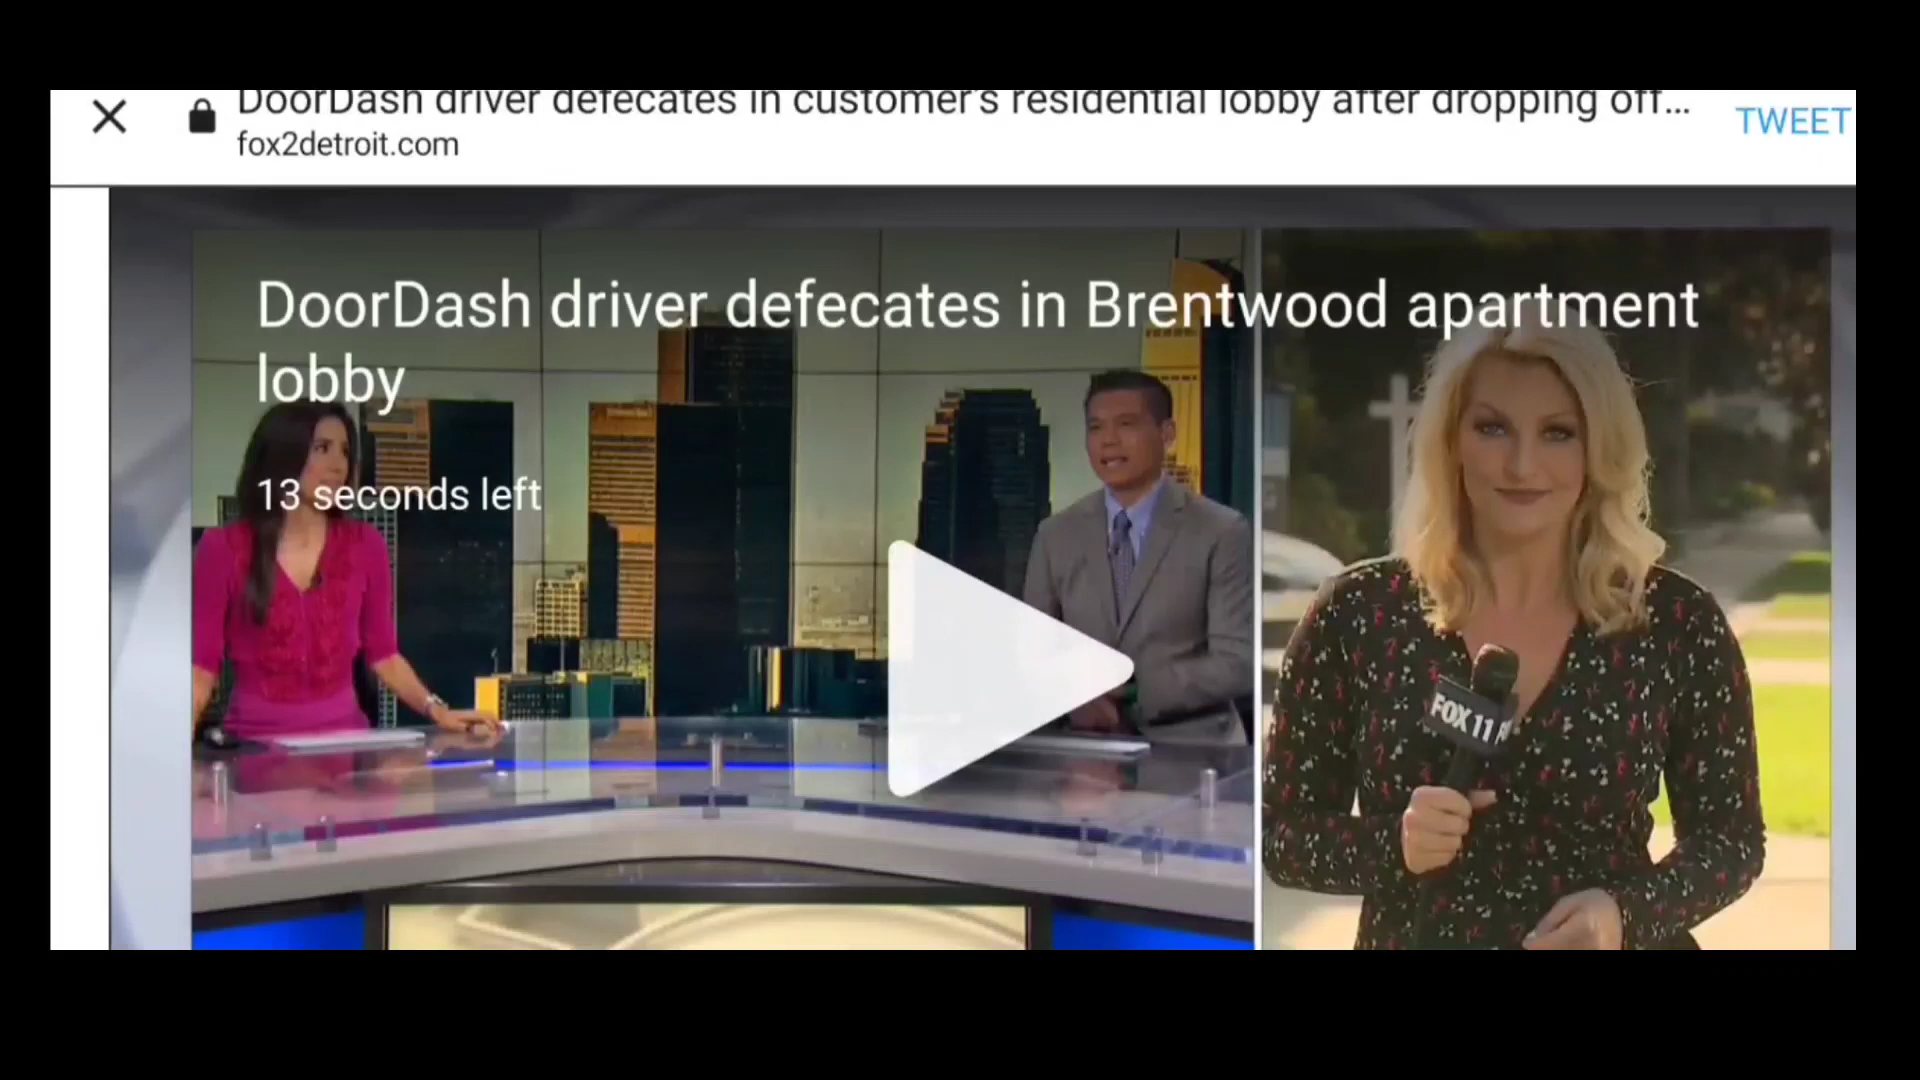 DoorDash driver defecates in customer's residential lobby after dropping off...
fox2detroit.com
TWEET
DoorDash driver defecates in Brentwood apartment
lobby
13 seconds left
FOX 11